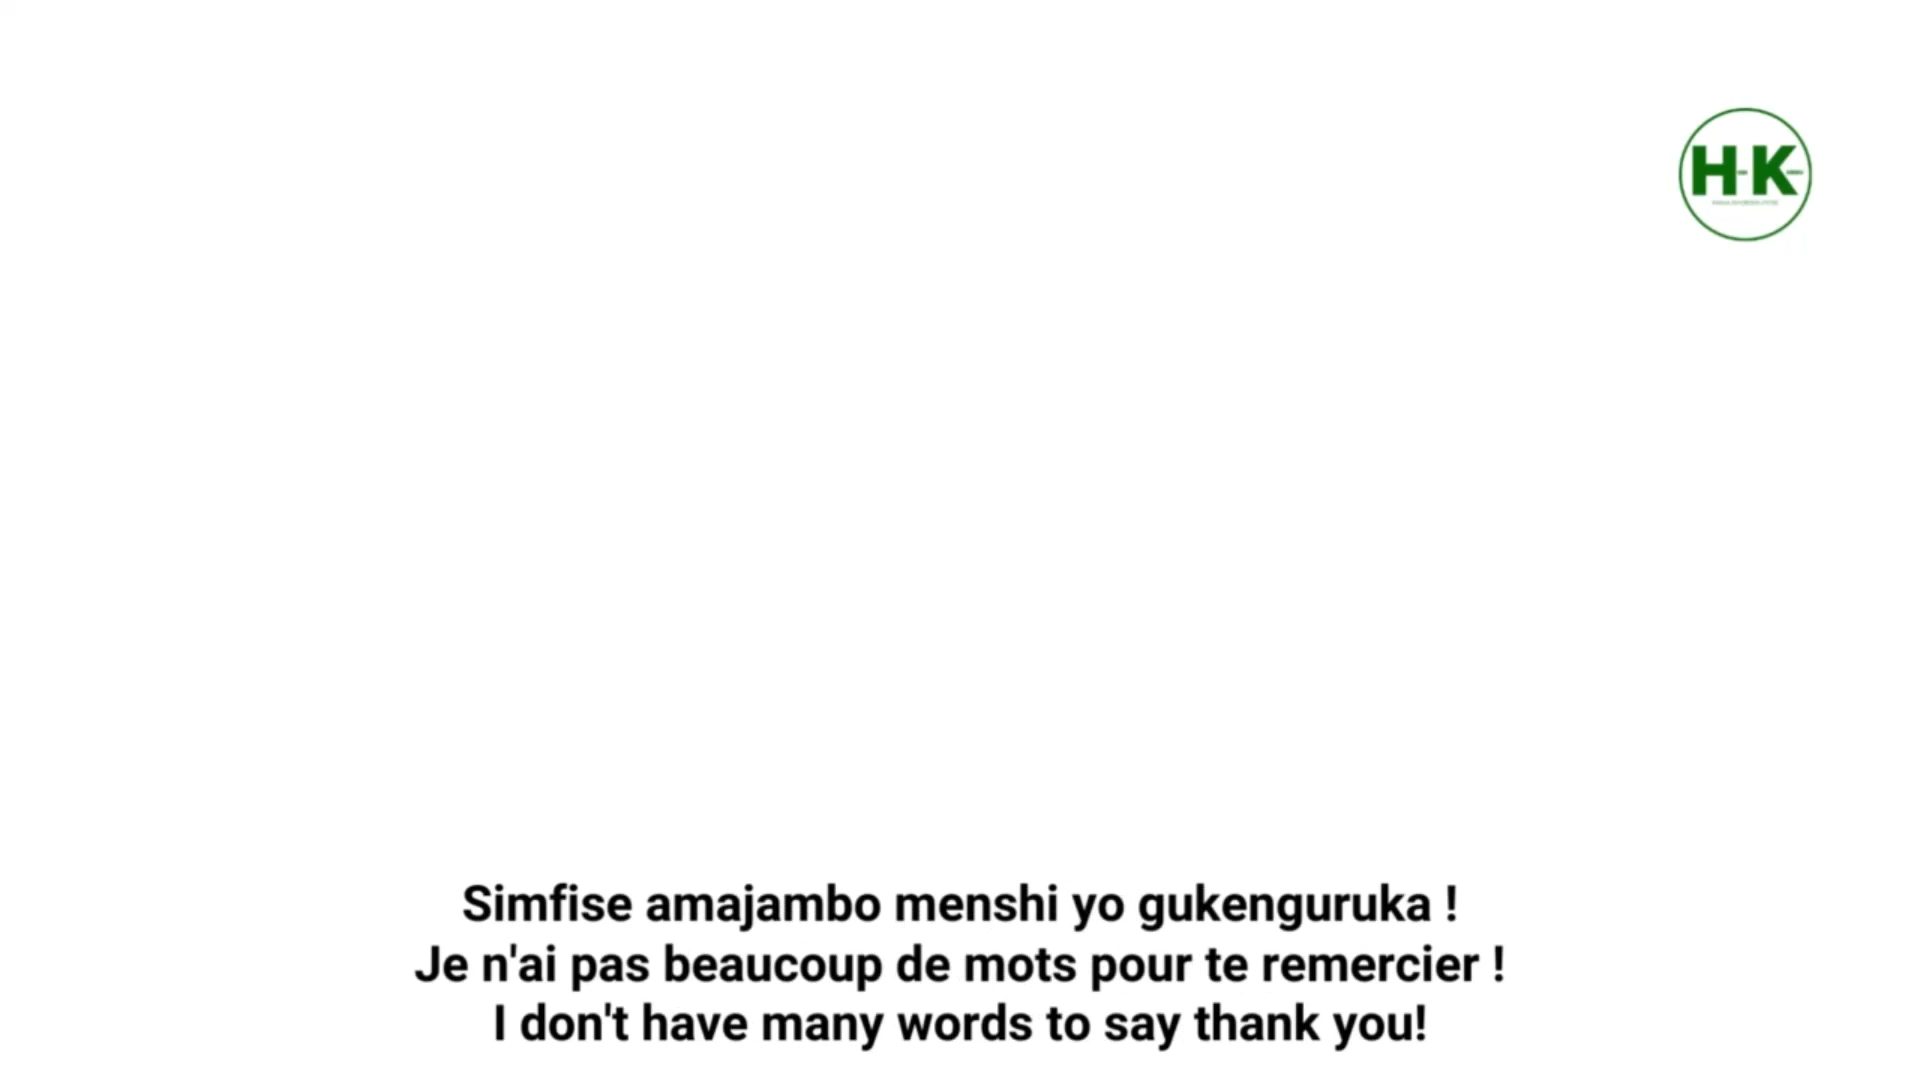 H-K-
Simfise amajambo menshi yo gukenguruka !
Je n'ai pas beaucoup de mots pour te remercier !
I don't have many words to say thank you!